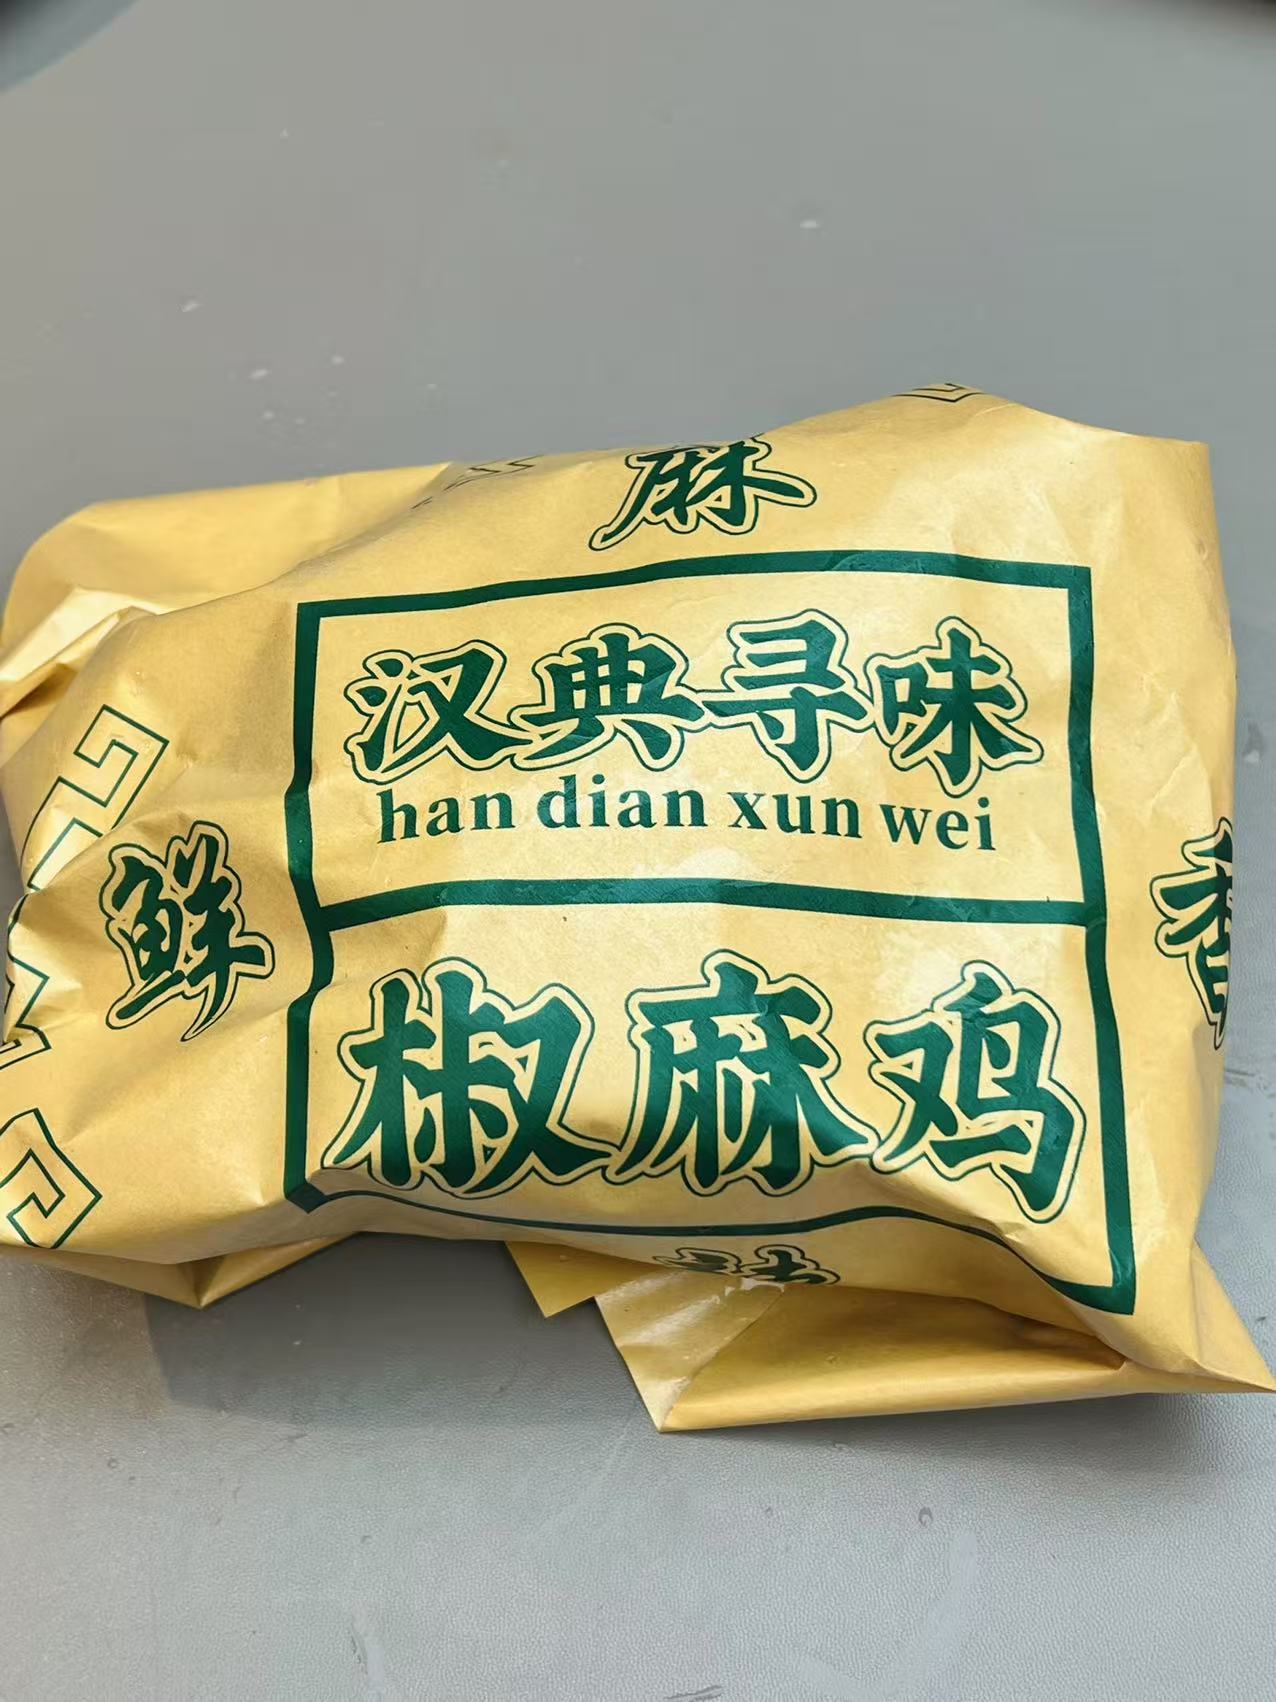 麻
汉典寻味
han dian xun wei
鲜
香
椒麻鸡